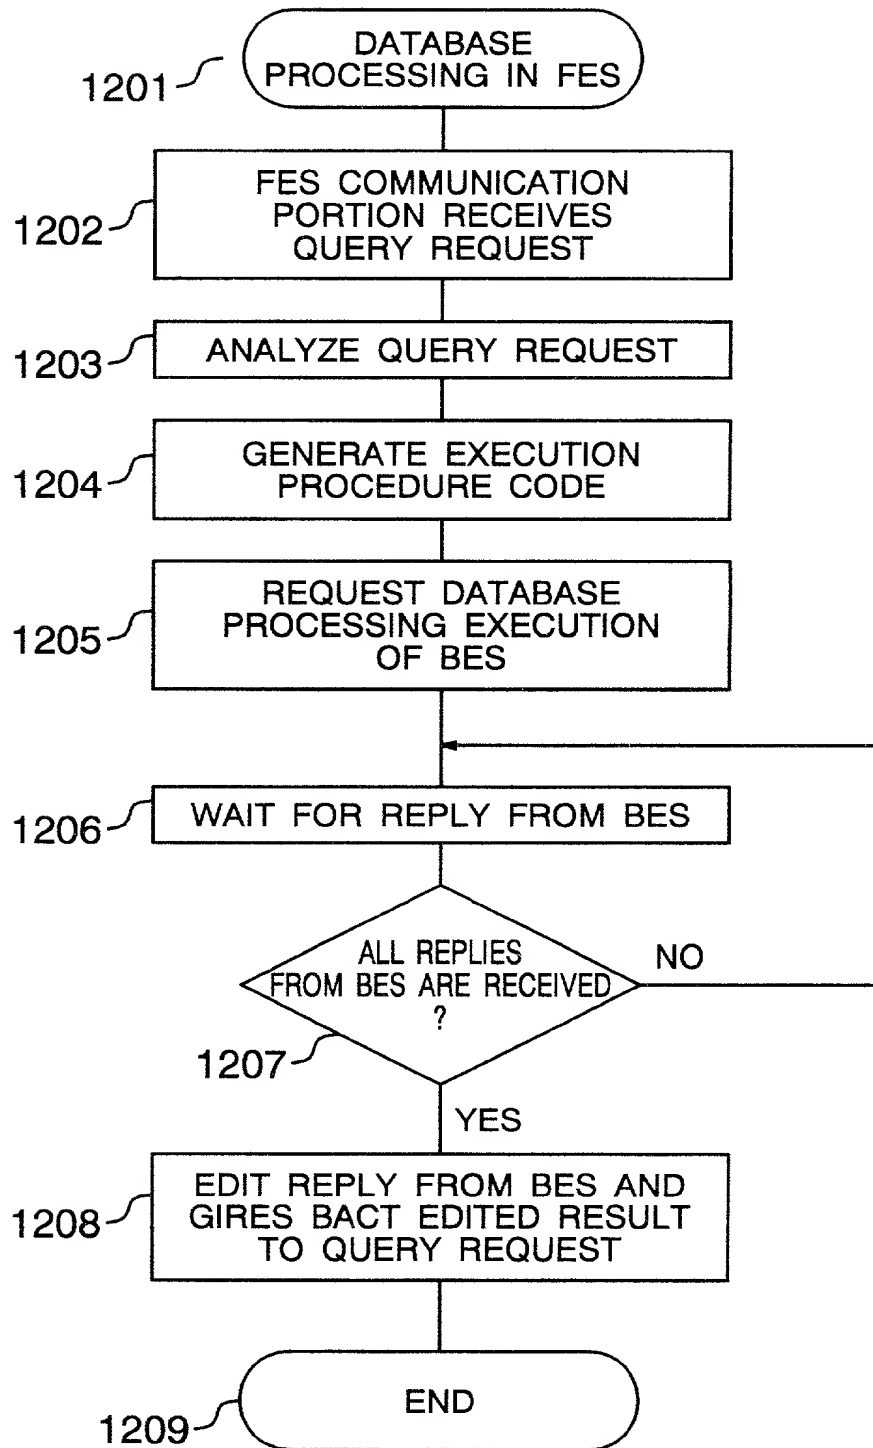 DATABASE
PROCESSING IN FES
1201
FES COMMUNICATION
PORTION RECEIVES
QUERY REQUEST
1202
ANALYZE QUERY REQUEST
1203
GENERATE EXECUTION
PROCEDURE CODE
1204
REQUEST DATABASE
PROCESSING EXECUTION
OF BES
1205
WAIT FOR REPLY FROM BES
1206
ALL REPLIES
FROM BES ARE RECEIVED
?
NO
1207
YES
EDIT REPLY FROM BES AND
GIRES BACT EDITED RESULT
TO QUERY REQUEST
1208
END
1209